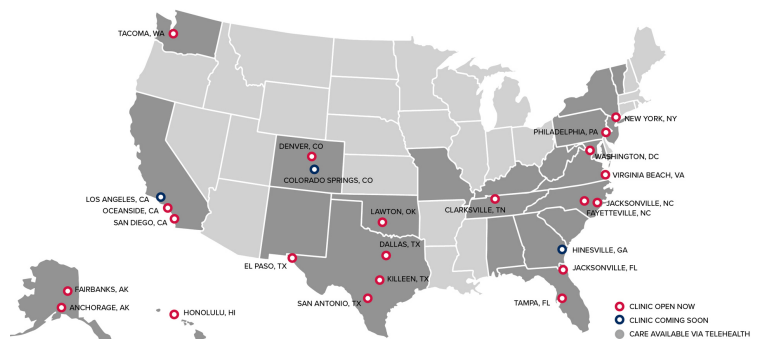 TACOMA, WA
NEW YORK, NY
PHILADELPHIA, PA
DENVER, CO
WASHINGTON, DC
VIRGINIA BEACH, VA
COLORADO SPRINGS, CO
LOS ANGELES, CA
OCEANSIDE, CA
SAN DIEGO, CA
LAWTON, OK
CLARKSVILLE, TN
JACKSONVILLE, NC
FAYETTEVILLE, NC
DALLAS, TX
HINESVILLE, GA
EL PASO, TX
JACKSONVILLE, FL
KILLEEN, TX
FAIRBANKS, AK
SAN ANTONIO, TX
TAMPA, FL
ANCHORAGE, AK
HONOLULU, HI
CLINIC OPEN NOW
CLINIC COMING SOON
CARE AVAILABLE VIA TELEHEALTH